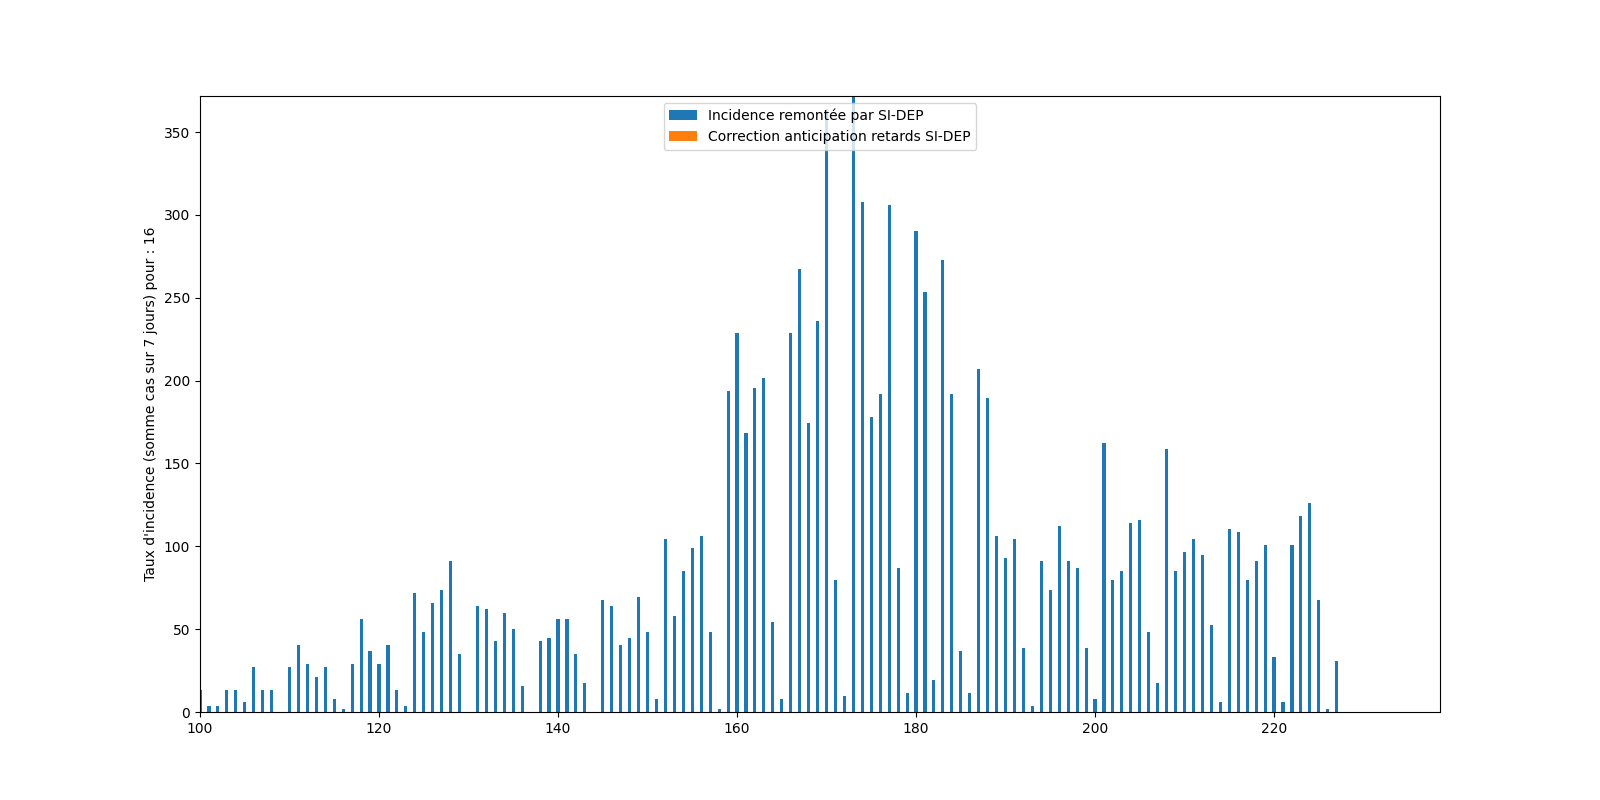 Incidence remontée par SI-DEP
Correction anticipation retards SI-DEP
Taux d'incidence (somme cas sur 7 jours) pour : 16
350
300
250
200
150
100
50
0
100 120 140 160 180 200 220